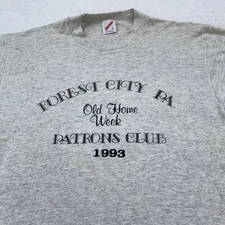 FOREST CITY PA
Old Home
Week
PATRONS CLUB
1993